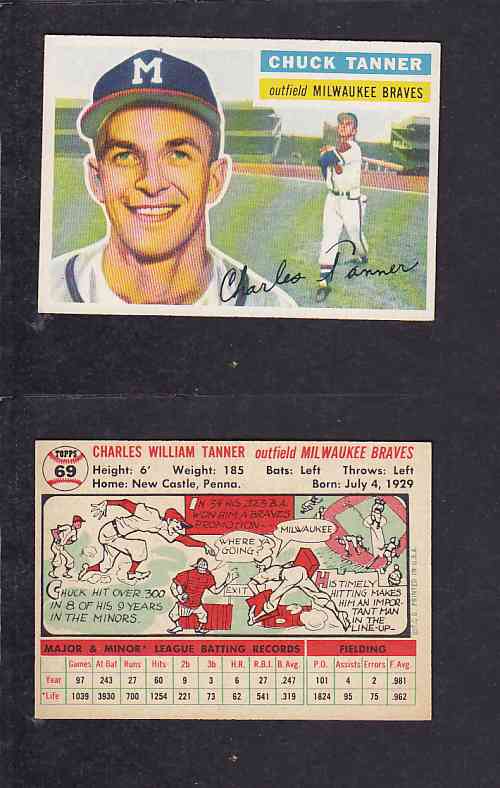 M
CHUCK TANNER
outfield MILWAUKEE BRAVES
Charles Tanner
TOPPS
69
CHARLES WILLIAM TANNER outfield MILWAUKEE BRAVES
Height: 6' Weight: 185 Bats: Left Throws: Left
Home: New Castle, Penna. Born: July 4, 1929
IN '54 HIS .323 B.A.
WON HIM A BRAVES
PROMOTION---
CHUCK HIT OVER .300
IN 8 OF HIS 9 YEARS
IN THE MINORS.
WHERE YA
GOING?
MILWAUKEE
EXIT
HIS TIMELY
HITTING MAKES
HIM AN IMPOR-
TANT MAN
IN THE
LINE-UP-
PRINTED IN U.S.A.
MAJOR & MINOR* LEAGUE BATTING RECORDS FIELDING
Games At Bat Runs Hits 2b 3b H.R. R.B.I. B. Avg. P.O. Assists Errors F. Avg
Year 97 243 27 60 9 3 6 27 .247 101 4 2 .981
*Life 1039 3930 700 1254 221 73 62 541 .319 1824 95 75 .962